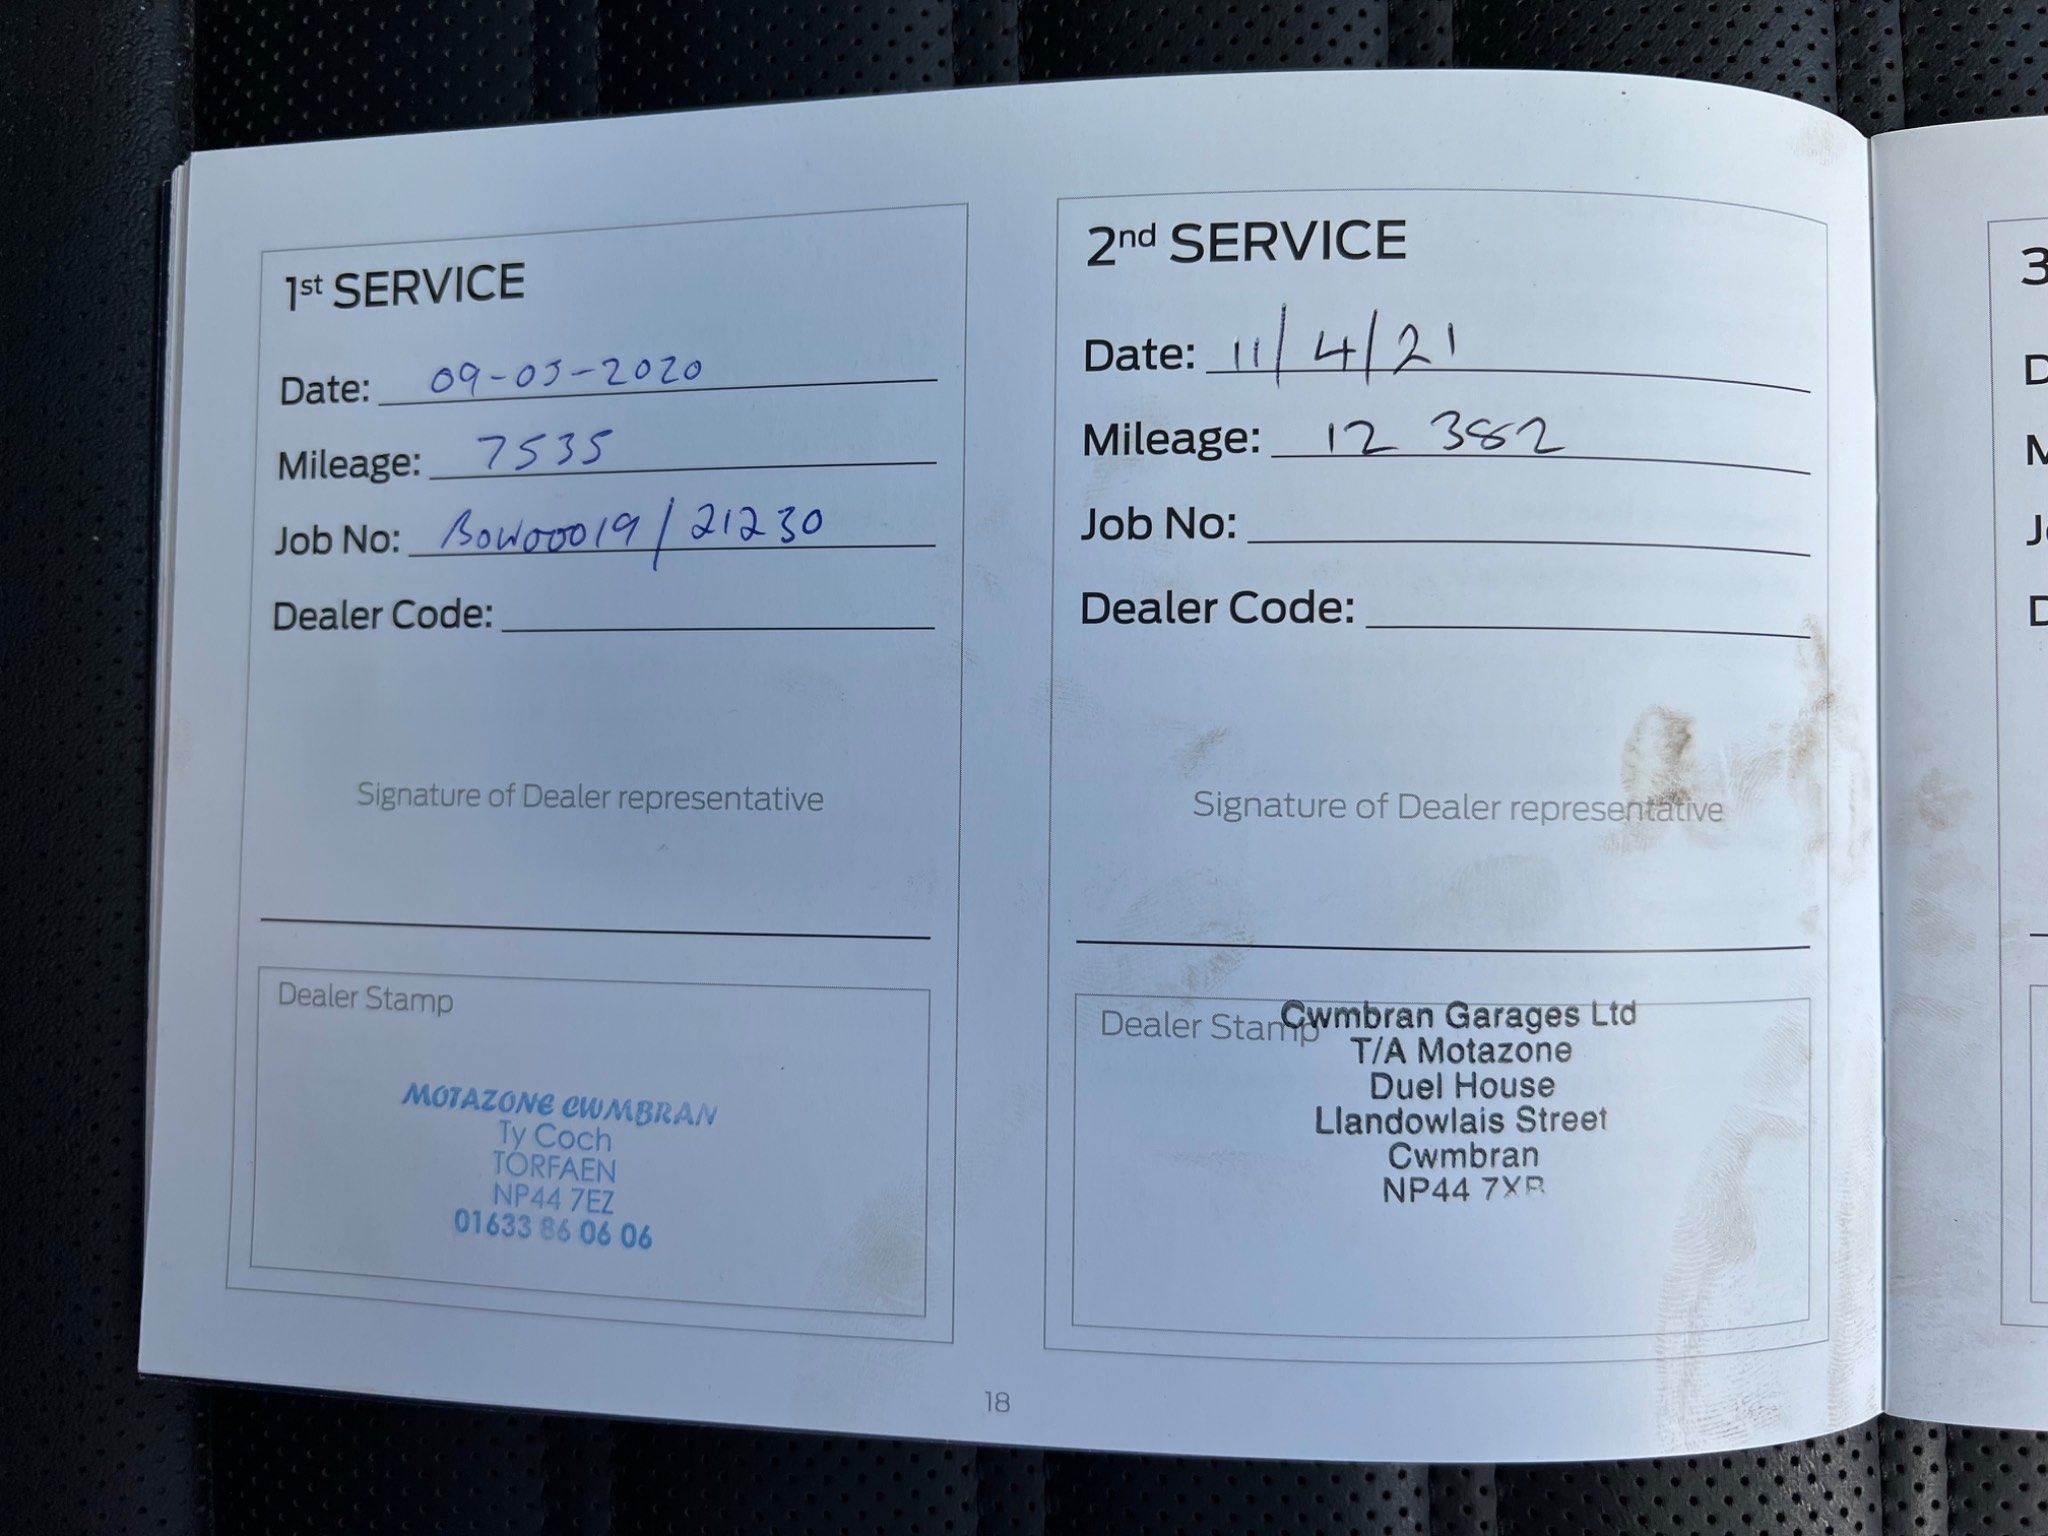 1st SERVICE
Date: 09-03-2020
Mileage: 7535
Job No: BOW00019/21230
Dealer Code:
Signature of Dealer representative
Dealer Stamp
MOTAZONE CWMBRAN
Ty Coch
TORFAEN
NP44 7EZ
01633 86 06 06
2nd SERVICE
Date: 11/4/21
Mileage: 12 382
Job No:
Dealer Code:
Signature of Dealer representative
Dealer Stamp
Cwmbran Garages Ltd
T/A Motazone
Duel House
Llandowlais Street
Cwmbran
NP44
18
3